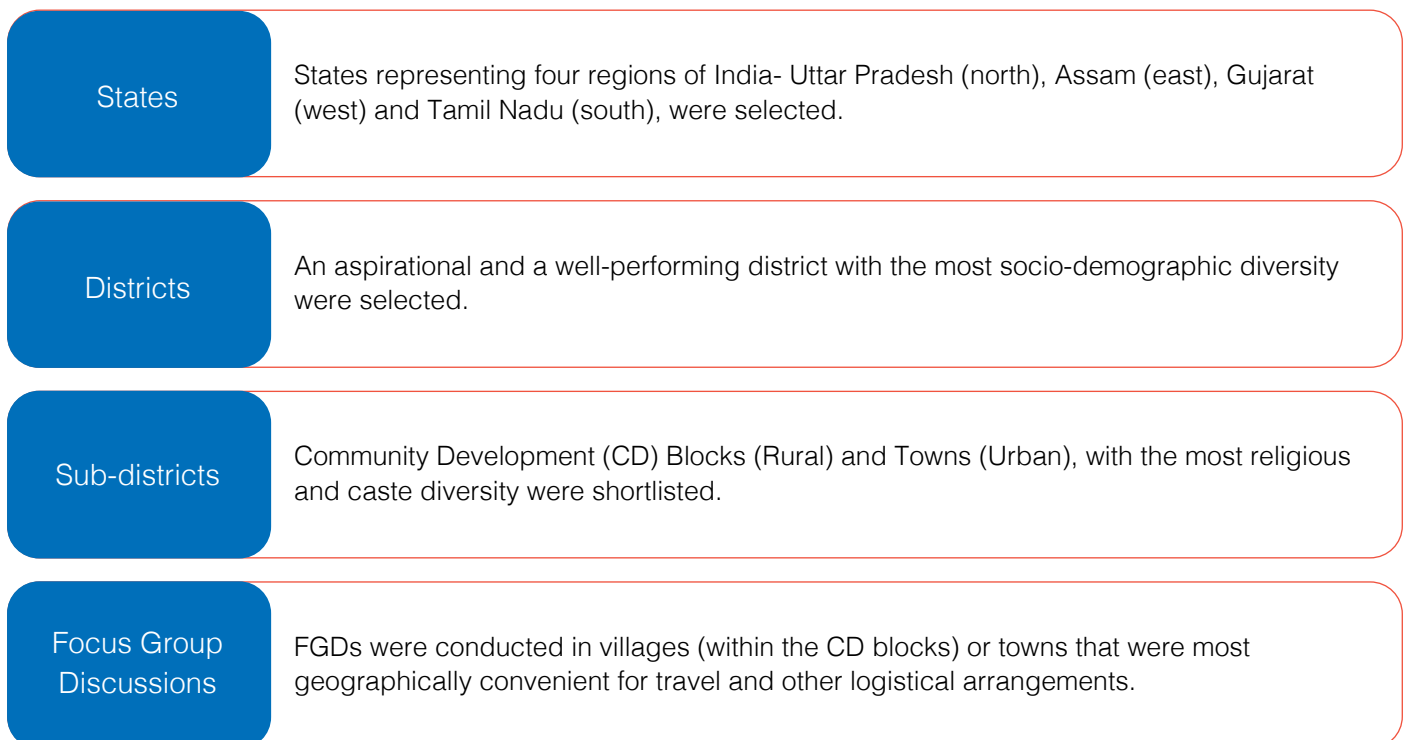 States
States representing four regions of India- Uttar Pradesh (north), Assam (east), Gujarat
(west) and Tamil Nadu (south), were selected.
Districts
An aspirational and a well-performing district with the most socio-demographic diversity
were selected.
Sub-districts
Community Development (CD) Blocks (Rural) and Towns (Urban), with the most religious
and caste diversity were shortlisted.
Focus Group
Discussions
FGDs were conducted in villages (within the CD blocks) or towns that were most
geographically convenient for travel and other logistical arrangements.